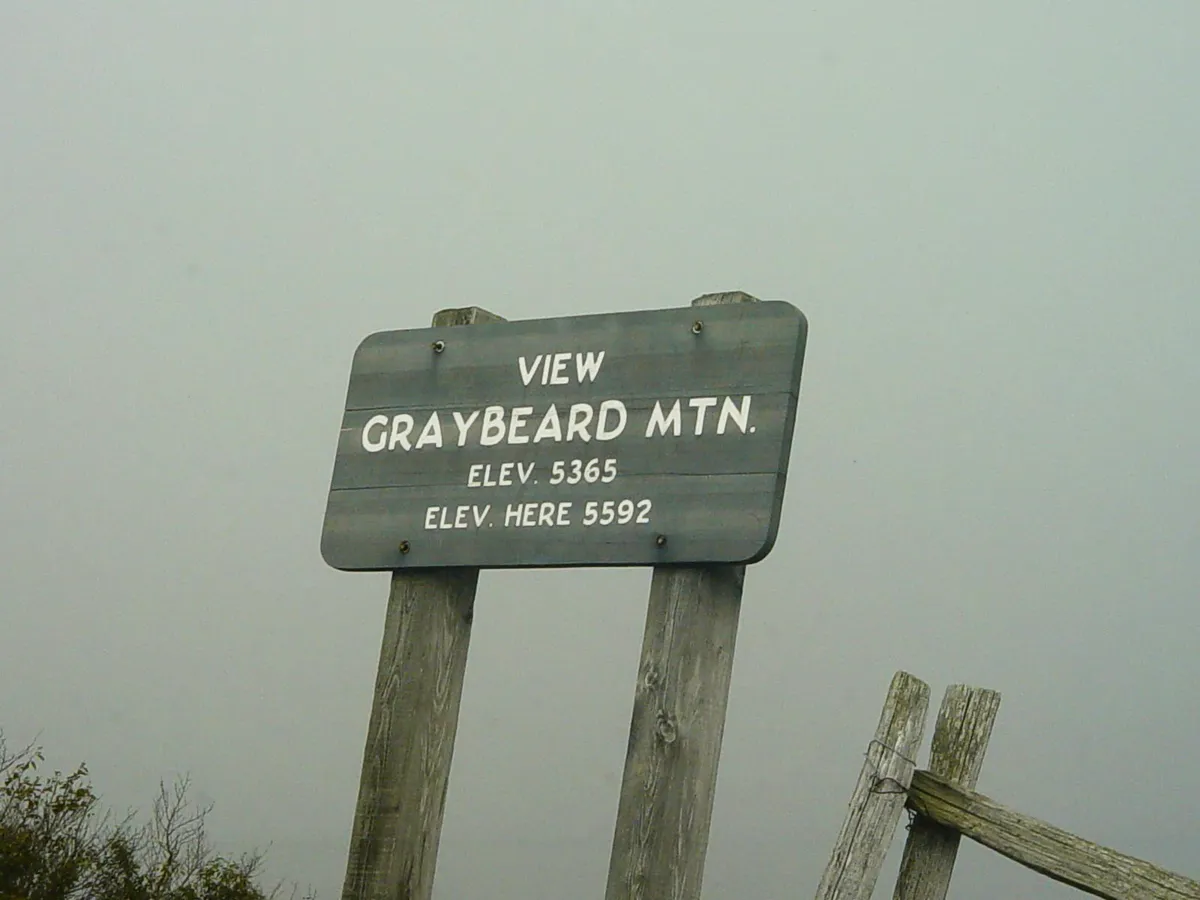 VIEW
GRAYBEARD MTN.
ELEV. 5365
ELEV. HERE 5592